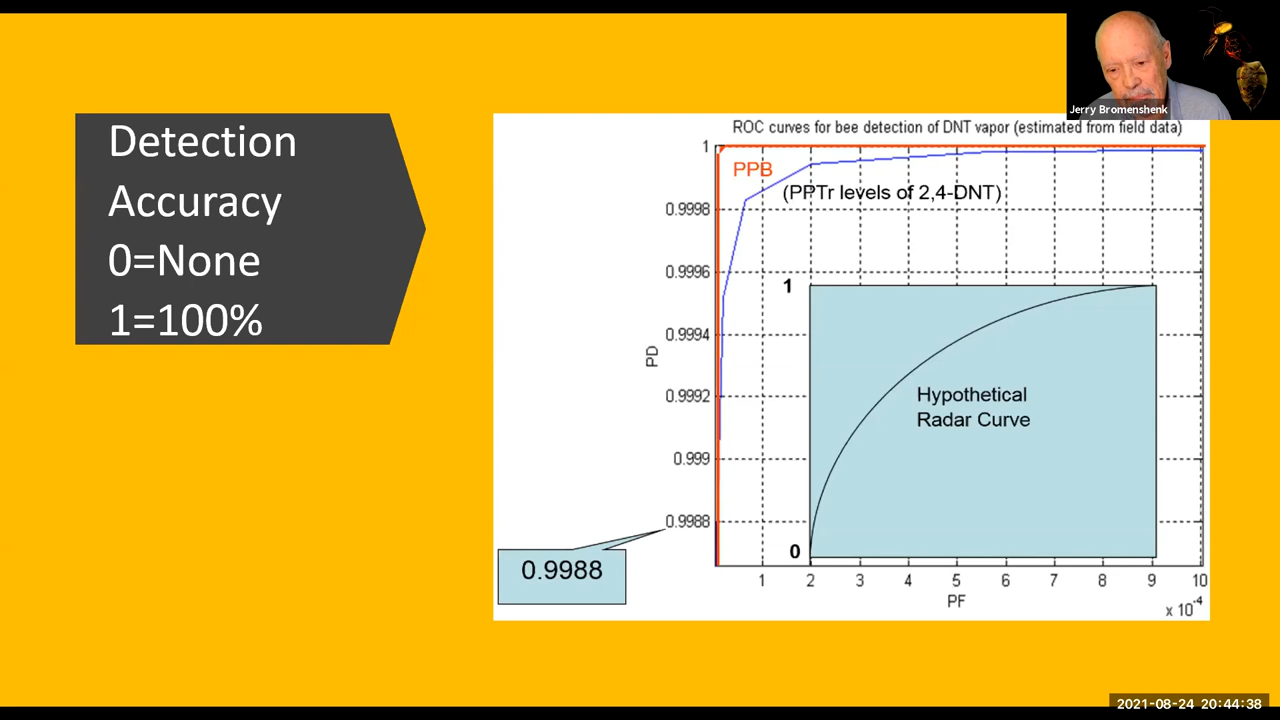 Jerry Bromenshenk
Detection
Accuracy
0=None
1=100%
ROC curves for bee detection of DNT vapor (estimated from field data)
1
PPB
(PPTr levels of 2,4-DNT)
0.9998
0.9996
0.9994
0.9992
0.999
0.9988
PD
1
0
Hypothetical
Radar Curve
0.9988
1 2 3 4 5 6 7 8 9 10
PF
x 10-4
2021-08-24 20:44:38